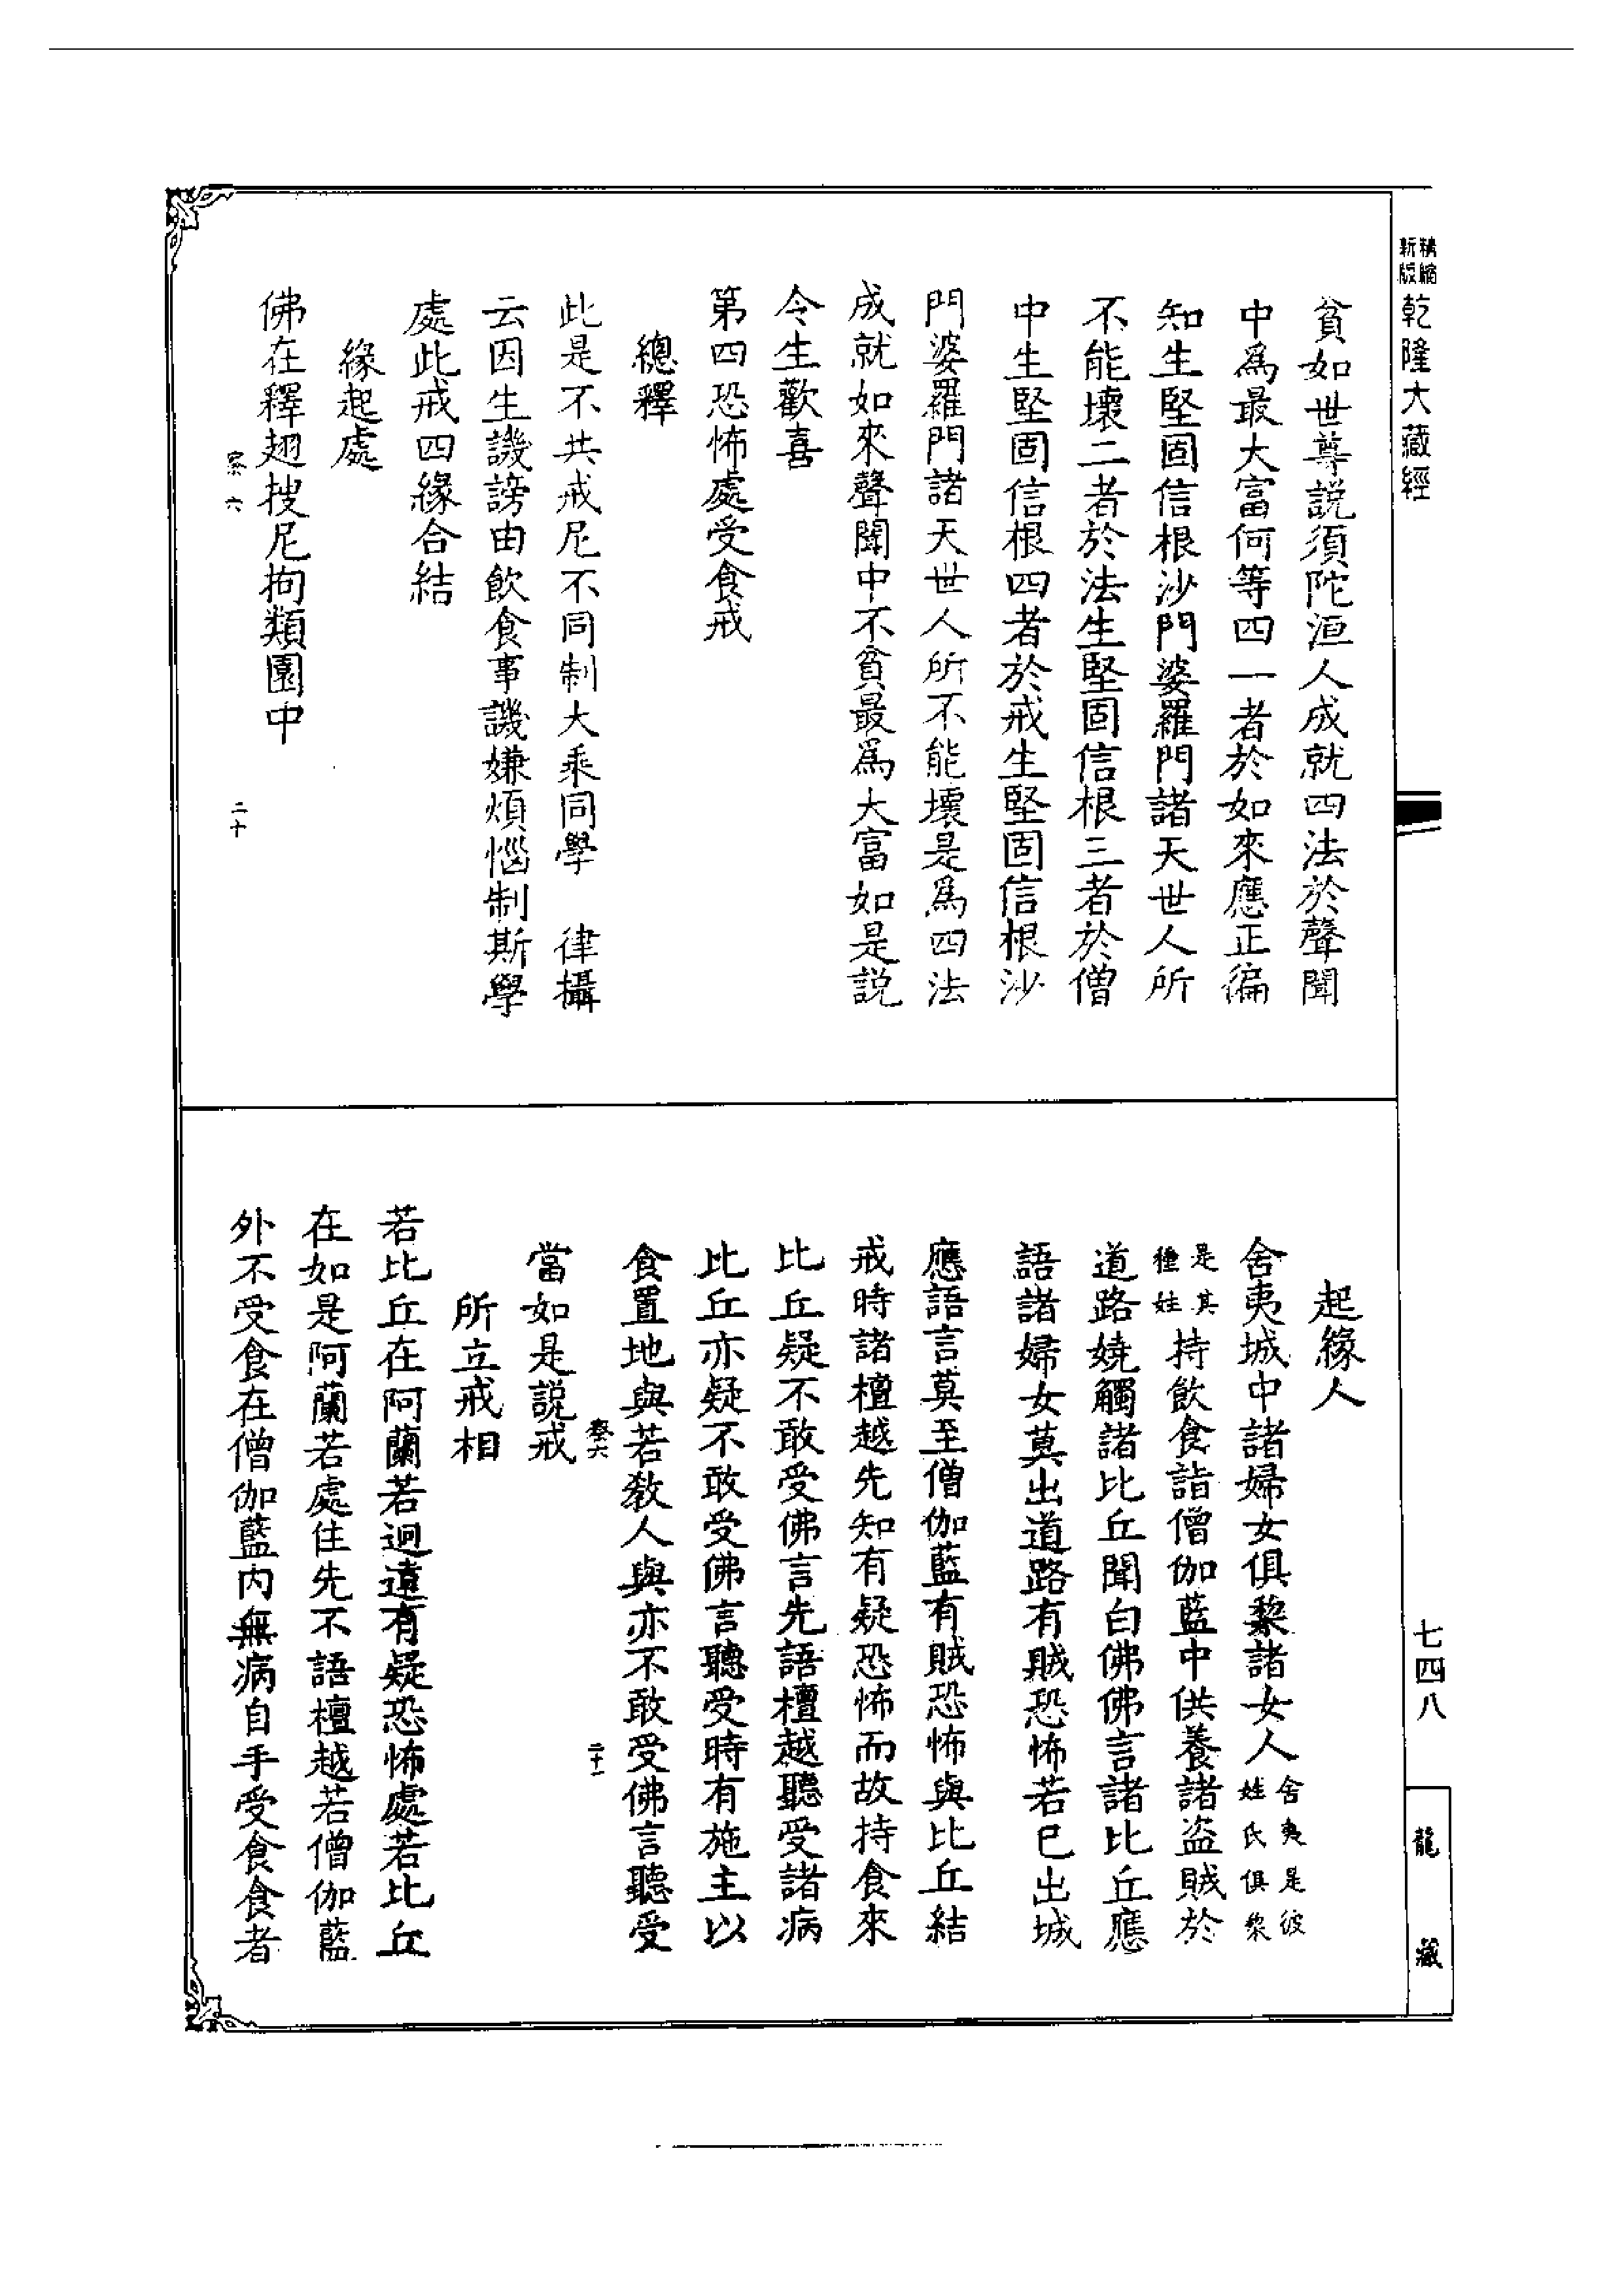 精縮新版
乾隆大藏經
貧如世尊說須陀洹人成就四法於聲聞
中爲最大富何等四一者於如來應正徧
知生堅固信根沙門婆羅門諸天世人所
不能壞二者於法生堅固信根三者於僧
中生堅固信根四者於戒生堅固信根沙
門婆羅門諸天世人所不能壞是爲四法
成就如來聲聞中不貧最爲大富如是說
令生歡喜
第四恐怖處受食戒
總釋
此是不共戒尼不同制大乘同學　律攝
云因生譏謗由飲食事譏嫌煩惱制斯學
處此戒四緣合結
緣起處
佛在釋翅搜尼拘類園中
六
二十
七四八
龍藏
起緣人
舍夷城中諸婦女俱黎諸女人舍夷是彼姓氏俱黎
是其種姓持飲食詣僧伽藍中供養諸盜賊於
道路嬈觸諸比丘聞白佛佛言諸比丘應
語諸婦女莫出道路有賊恐怖若已出城
應語言莫至僧伽藍有賊恐怖與比丘結
戒時諸檀越先知有疑恐怖而故持食來
比丘疑不敢受佛言先語檀越聽受諸病
比丘亦疑不敢受佛言聽受時有施主以
食置地與若教人與亦不敢受佛言聽受
六
二十一
當如是說戒
所立戒相
若比丘在阿蘭若迥遠有疑恐怖處若比丘
在如是阿蘭若處住先不語檀越若僧伽藍
外不受食在僧伽藍內無病自手受食食者